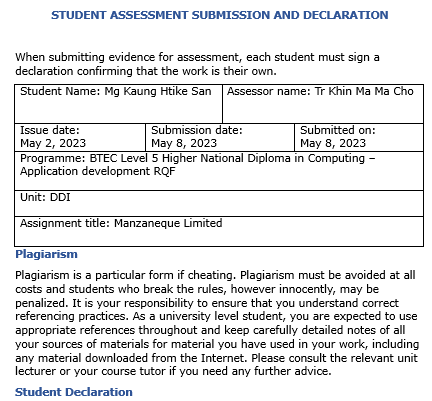 STUDENT ASSESSMENT SUBMISSION AND DECLARATION
When submitting evidence for assessment, each student must sign a
declaration confirming that the work is their own.
Student Name: Mg Kaung Htike San
Assessor name: Tr Khin Ma Ma Cho
Issue date:
May 2, 2023
Submission date:
May 8, 2023
Submitted on:
May 8, 2023
Programme: BTEC Level 5 Higher National Diploma in Computing –
Application development RQF
Unit: DDI
Assignment title: Manzaneque Limited
Plagiarism
Plagiarism is a particular form if cheating. Plagiarism must be avoided at all
costs and students who break the rules, however innocently, may be
penalized. It is your responsibility to ensure that you understand correct
referencing practices. As a university level student, you are expected to use
appropriate references throughout and keep carefully detailed notes of all
your sources of materials for material you have used in your work, including
any material downloaded from the Internet. Please consult the relevant unit
lecturer or your course tutor if you need any further advice.
Student Declaration